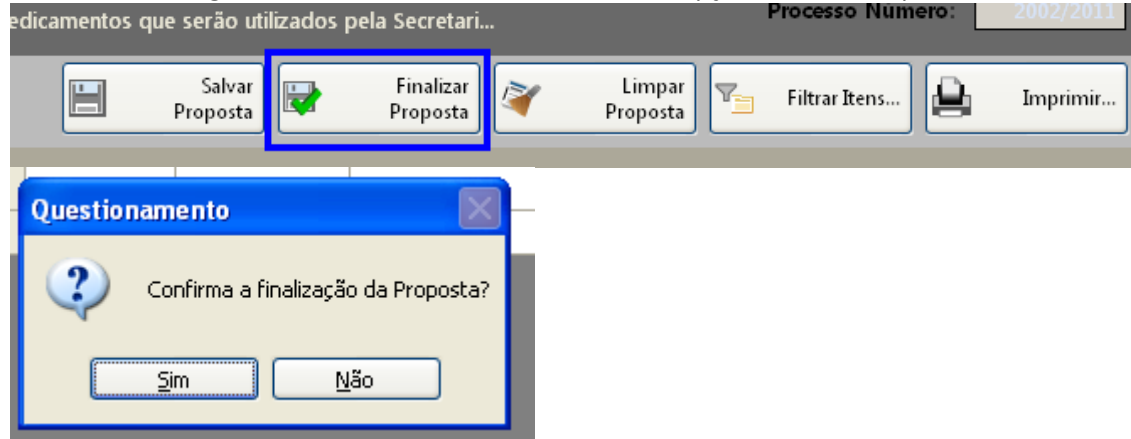 edicamentos que serão utilizados pela Secretari...
Processo Número: 2002/2011
Salvar
Proposta
Finalizar
Proposta
Limpar
Proposta
Filtrar Itens...
Imprimir...
Questionamento
Confirma a finalização da Proposta?
Sim
Não